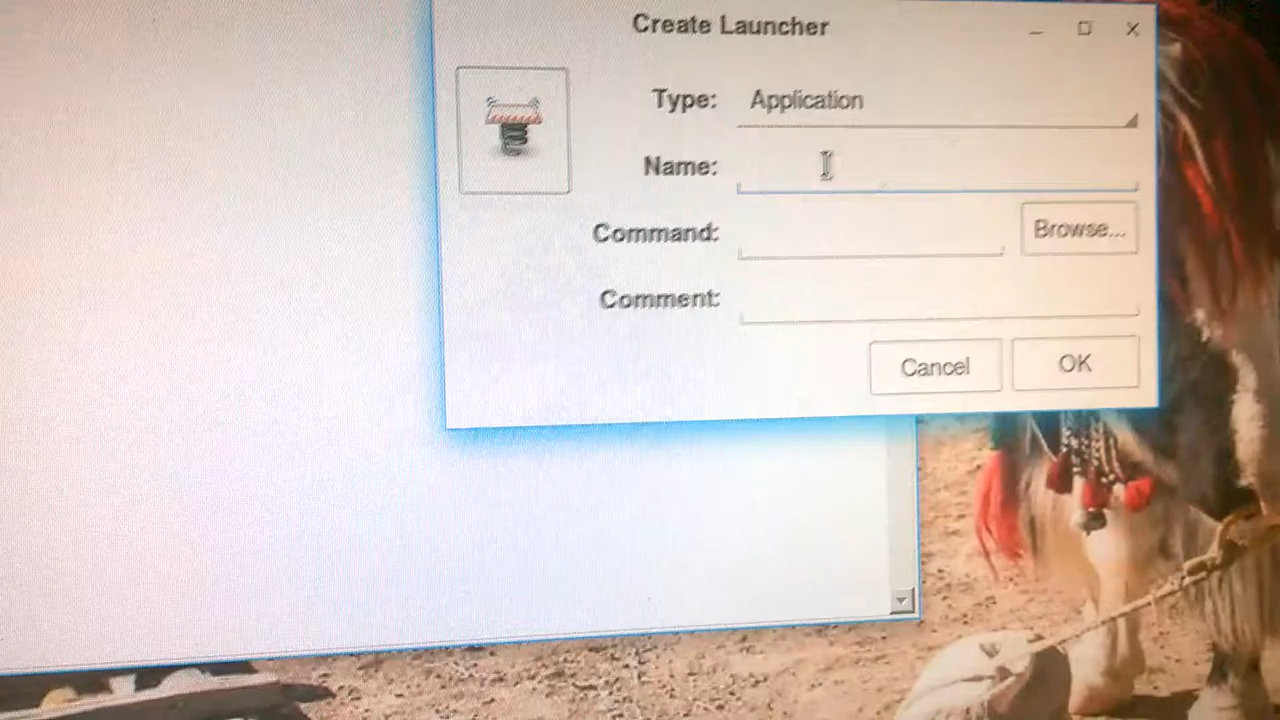 Create Launcher
Type: Application
Name:
Command: Browse...
Comment:
Cancel OK